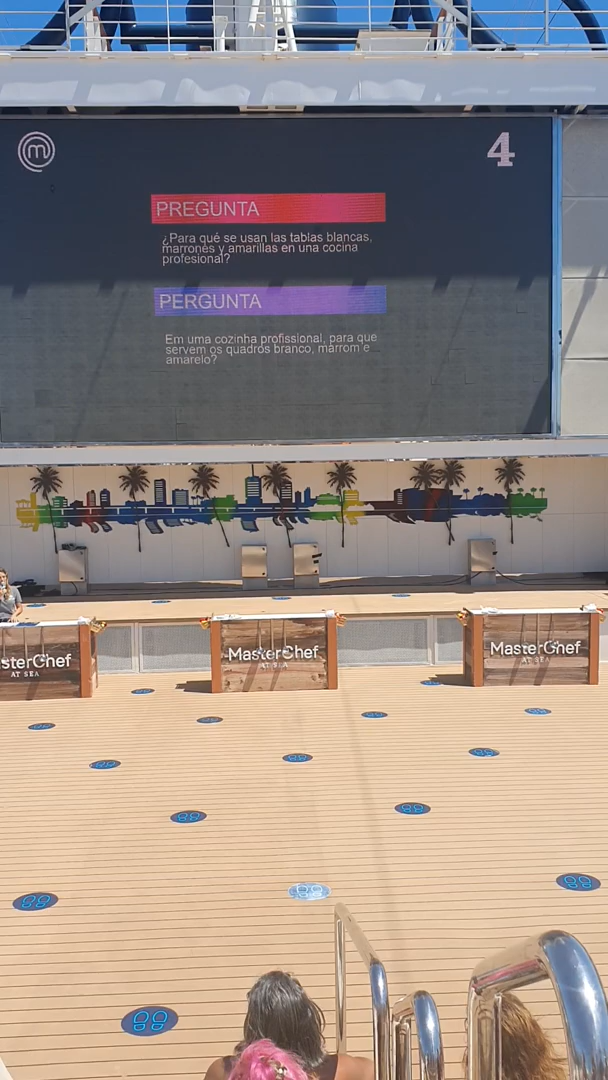 4
PREGUNTA
¿Para qué se usan las tablas blancas,
marrones y amarillas en una cocina
profesional?
PERGUNTA
Em uma cozinha profissional, para que
servem os quadros branco, marrom e
amarelo?
sterChef
AT SEA
MasterChef
AT SEA
MasterChef
AT SEA